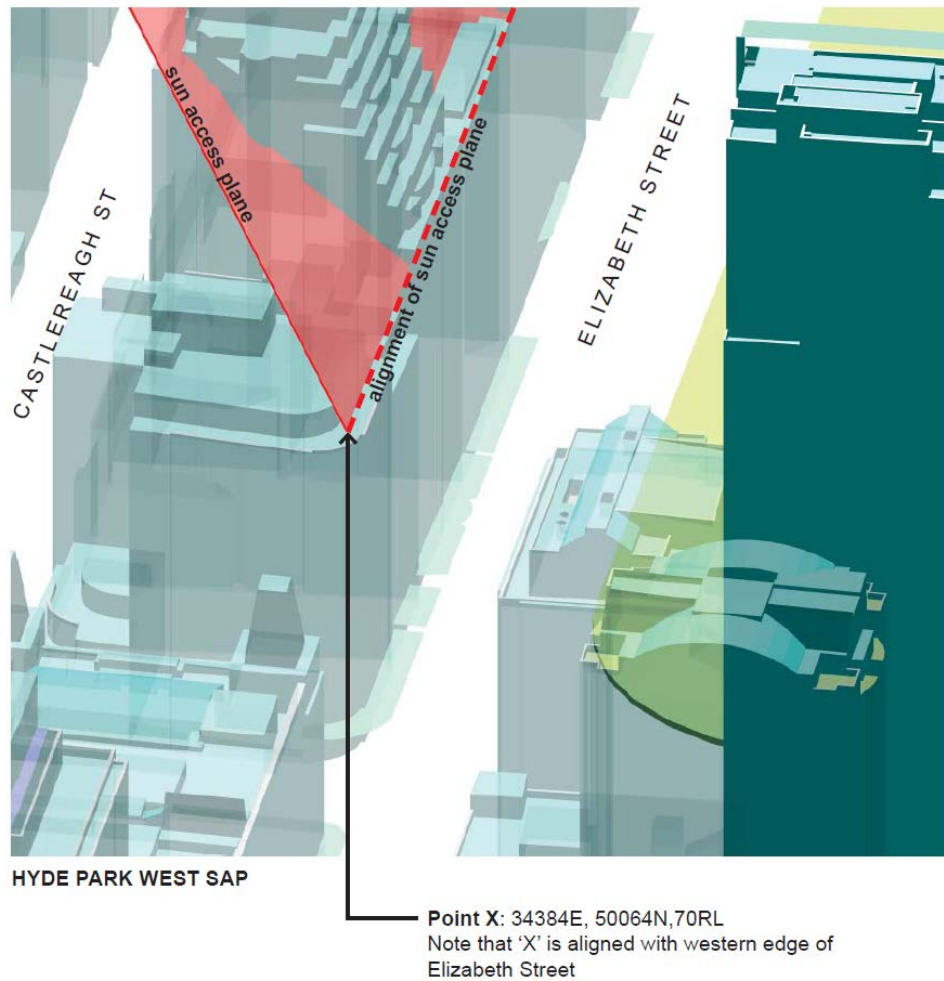 sun access plane
alignment of sun access plane
CASTLEREAGH ST
ELIZABETH STREET
HYDE PARK WEST SAP
Point X: 34384E, 50064N,70RL
Note that ‘X’ is aligned with western edge of
Elizabeth Street